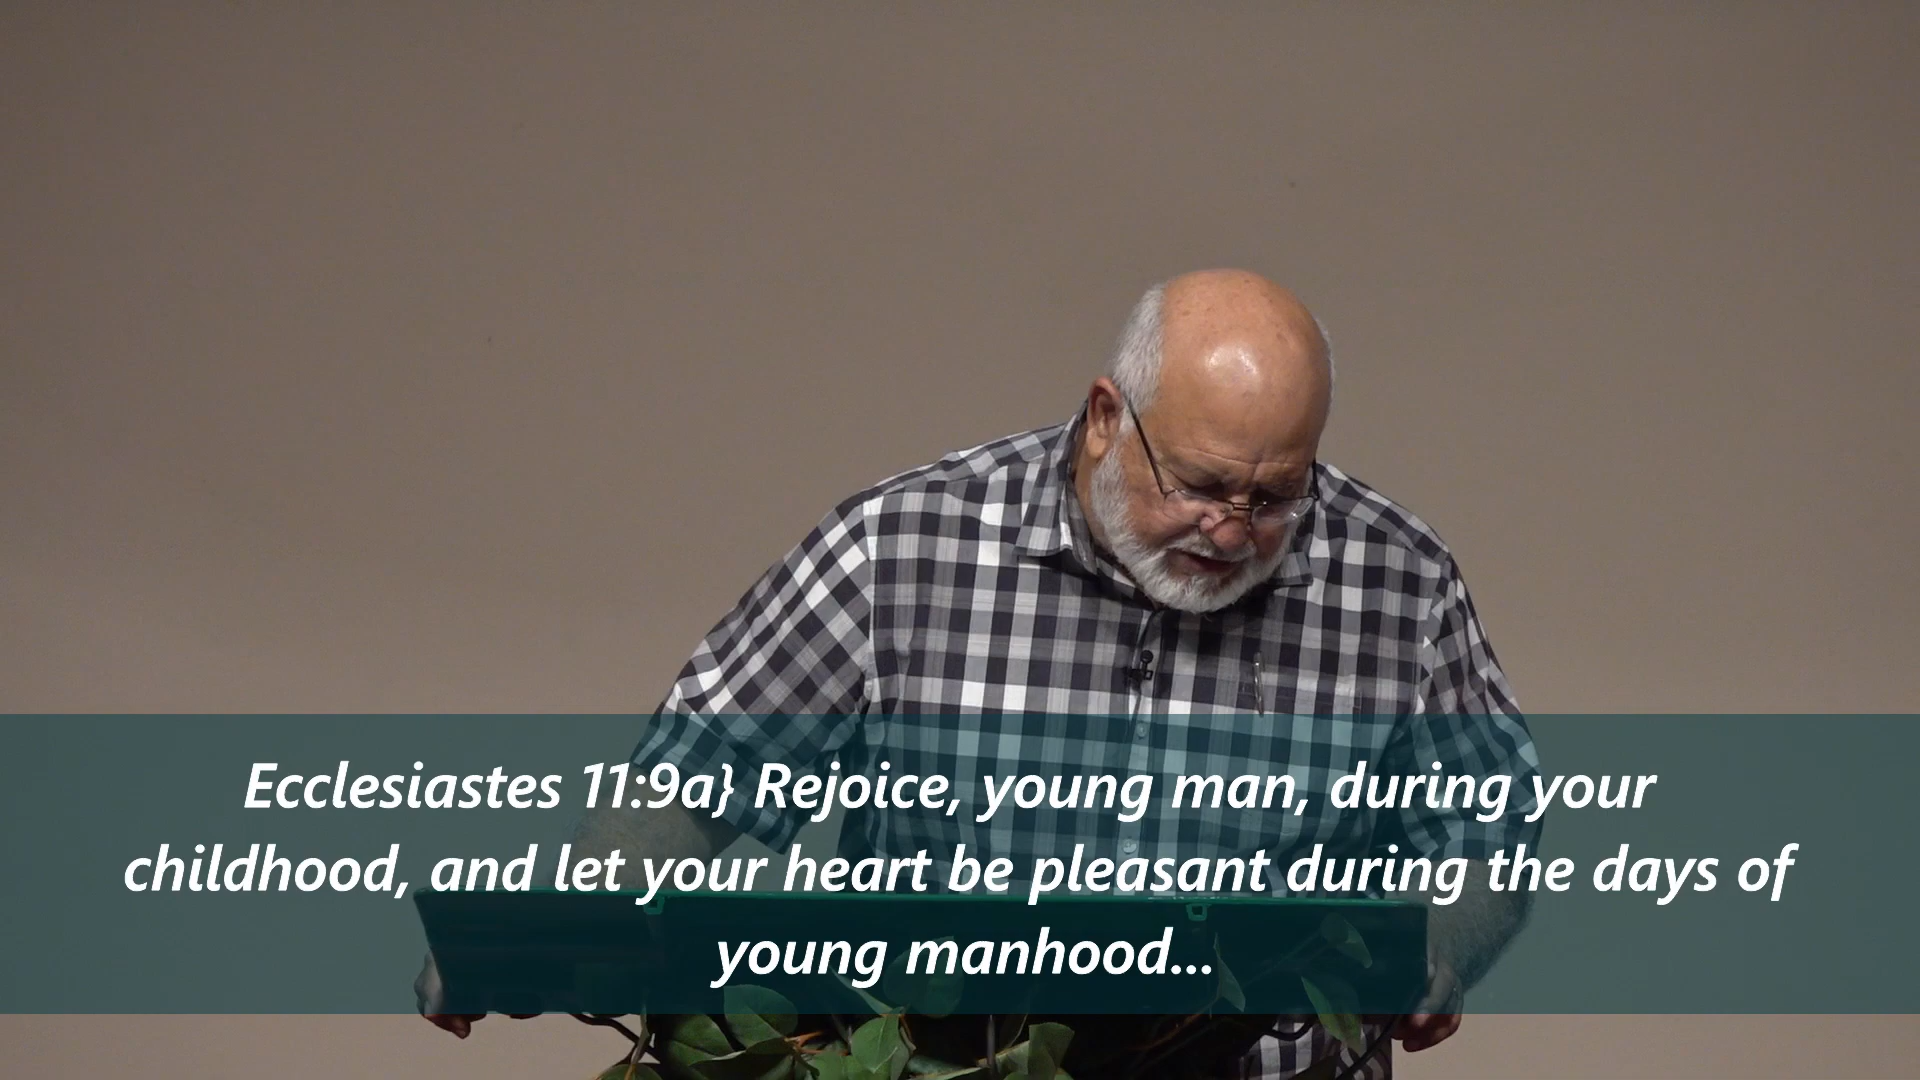 Ecclesiastes 11:9a} Rejoice, young man, during your
childhood, and let your heart be pleasant during the days of
young manhood...